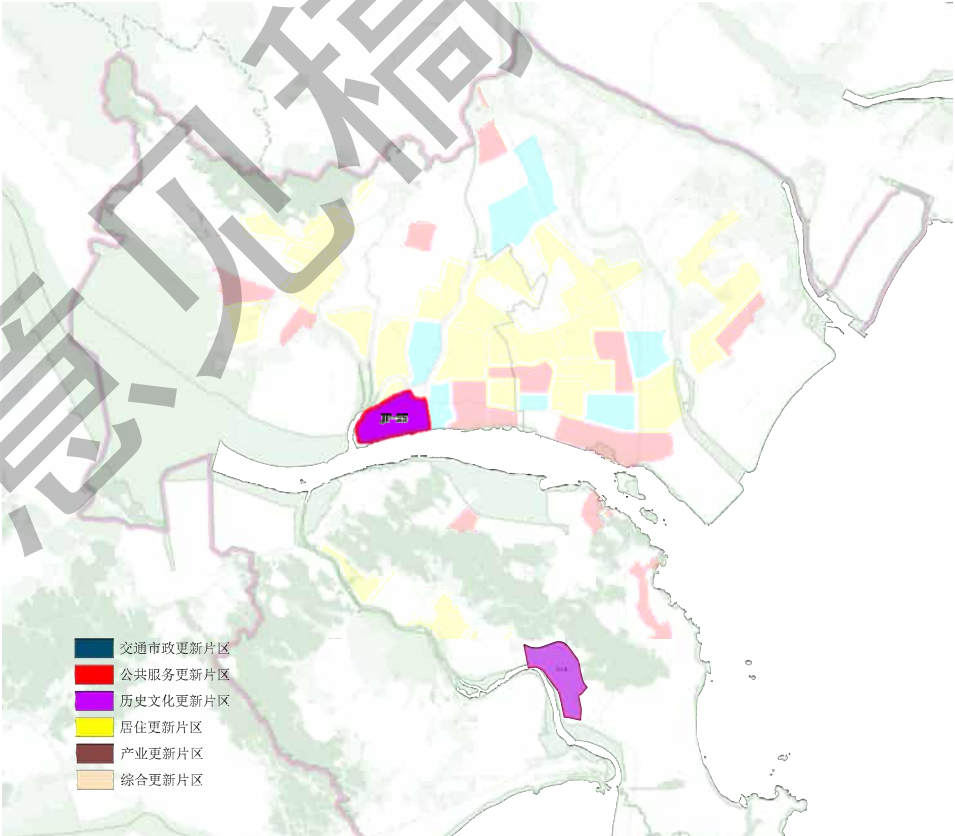 急见稿
交通市政更新片区
公共服务更新片区
历史文化更新片区
居住更新片区
产业更新片区
综合更新片区